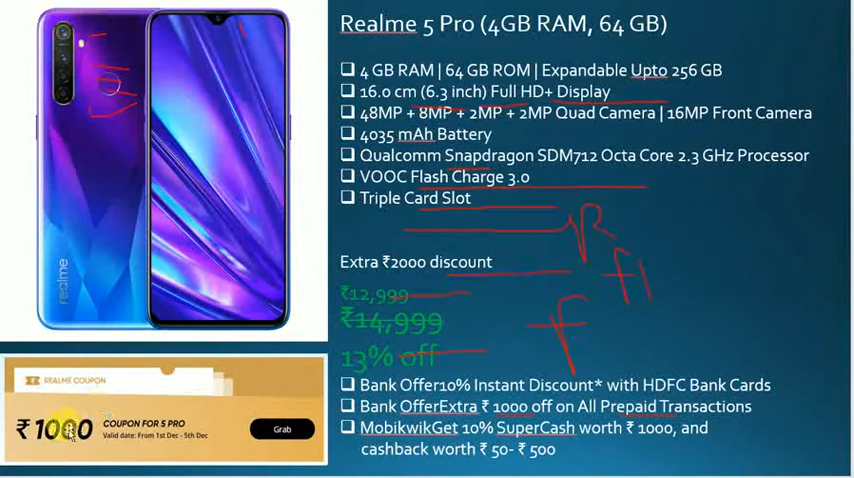 Realme 5 Pro (4GB RAM, 64 GB)
4 GB RAM | 64 GB ROM | Expandable Upto 256 GB
16.0 cm (6.3 inch) Full HD+ Display
48MP + 8MP + 2MP + 2MP Quad Camera | 16MP Front Camera
4035 mAh Battery
Qualcomm Snapdragon SDM712 Octa Core 2.3 GHz Processor
VOOC Flash Charge 3.0
Triple Card Slot
Extra ₹2000 discount
₹12,999
₹14,999
13% off
Bank Offer10% Instant Discount* with HDFC Bank Cards
Bank OfferExtra ₹ 1000 off on All Prepaid Transactions
MobikwikGet 10% SuperCash worth ₹ 1000, and
cashback worth ₹ 50- ₹ 500
realme
REALME COUPON
₹ 1000
COUPON FOR 5 PRO
Valid date: From 1st Dec - 5th Dec
Grab